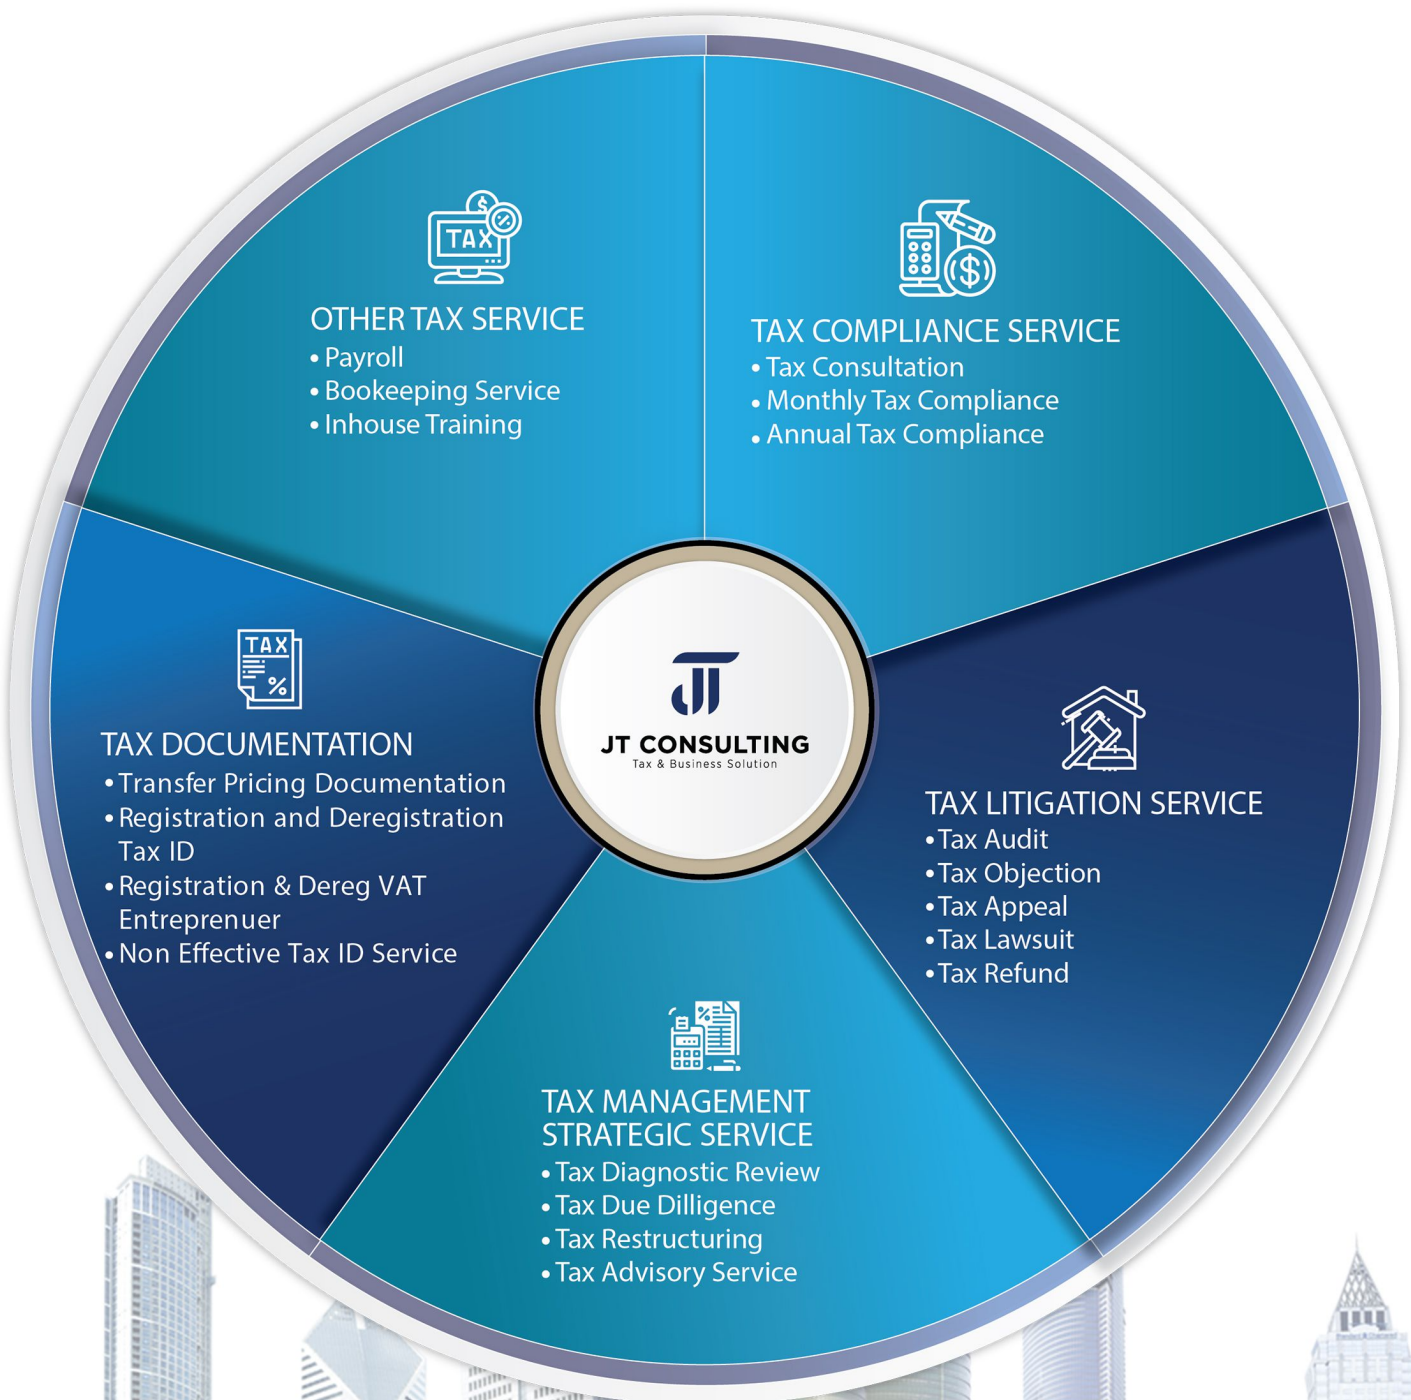 TAX
OTHER TAX SERVICE
• Payroll
• Bookeeping Service
• Inhouse Training
TAX COMPLIANCE SERVICE
• Tax Consultation
• Monthly Tax Compliance
• Annual Tax Compliance
TAX
TAX DOCUMENTATION
• Transfer Pricing Documentation
• Registration and Deregistration
Tax ID
• Registration & Dereg VAT
Entreprenuer
• Non Effective Tax ID Service
JT
JT CONSULTING
Tax & Business Solution
TAX LITIGATION SERVICE
• Tax Audit
• Tax Objection
• Tax Appeal
• Tax Lawsuit
• Tax Refund
TAX MANAGEMENT
STRATEGIC SERVICE
• Tax Diagnostic Review
• Tax Due Dilligence
• Tax Restructuring
• Tax Advisory Service